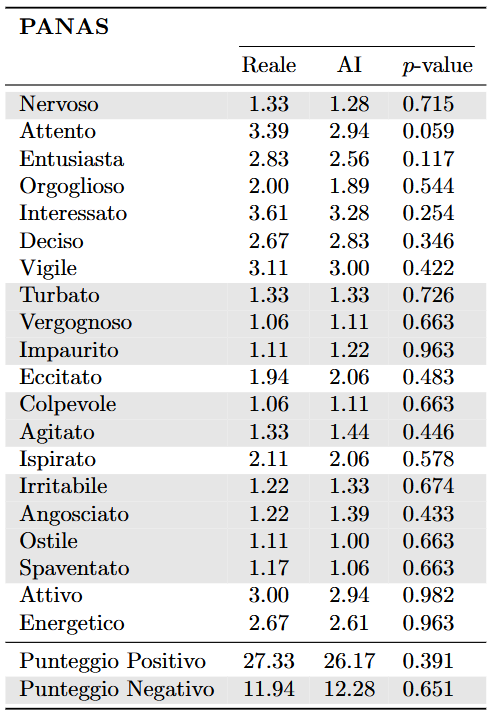 PANAS
Reale AI p-value
Nervoso 1.33 1.28 0.715
Attento 3.39 2.94 0.059
Entusiasta 2.83 2.56 0.117
Orgoglioso 2.00 1.89 0.544
Interessato 3.61 3.28 0.254
Deciso 2.67 2.83 0.346
Vigile 3.11 3.00 0.422
Turbato 1.33 1.33 0.726
Vergognoso 1.06 1.11 0.663
Impaurito 1.11 1.22 0.963
Eccitato 1.94 2.06 0.483
Colpevole 1.06 1.11 0.663
Agitato 1.33 1.44 0.446
Ispirato 2.11 2.06 0.578
Irritabile 1.22 1.33 0.674
Angosciato 1.22 1.39 0.433
Ostile 1.11 1.00 0.663
Spaventato 1.17 1.06 0.663
Attivo 3.00 2.94 0.982
Energetico 2.67 2.61 0.963
Punteggio Positivo 27.33 26.17 0.391
Punteggio Negativo 11.94 12.28 0.651